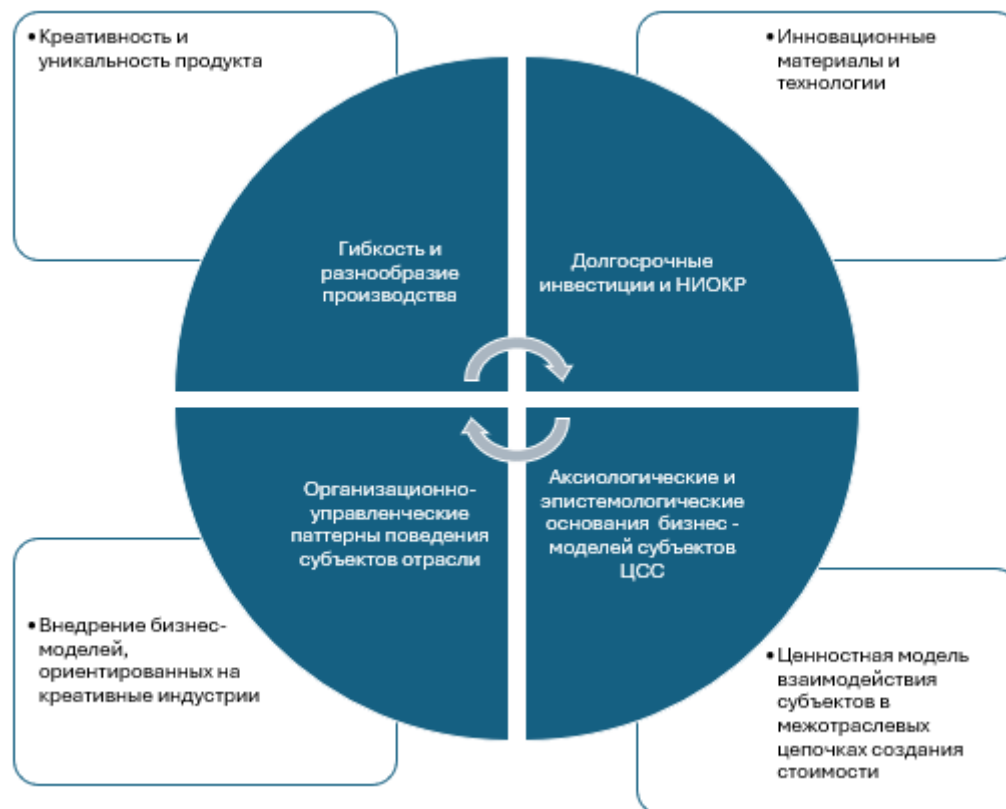 •Креативность и
уникальность продукта
•Инновационные
материалы и
технологии
Гибкость и
разнообразие
производства
Долгосрочные
инвестиции и НИОКР
Организационно-
управленческие
паттерны поведения
субъектов отрасли
Аксиологические и
эпистемологические
основания бизнес -
моделей субъектов
ЦСС
•Внедрение бизнес-
моделей,
ориентированных на
креативные индустрии
•Ценностная модель
взаимодействия
субъектов в
межотраслевых
цепочках создания
стоимости